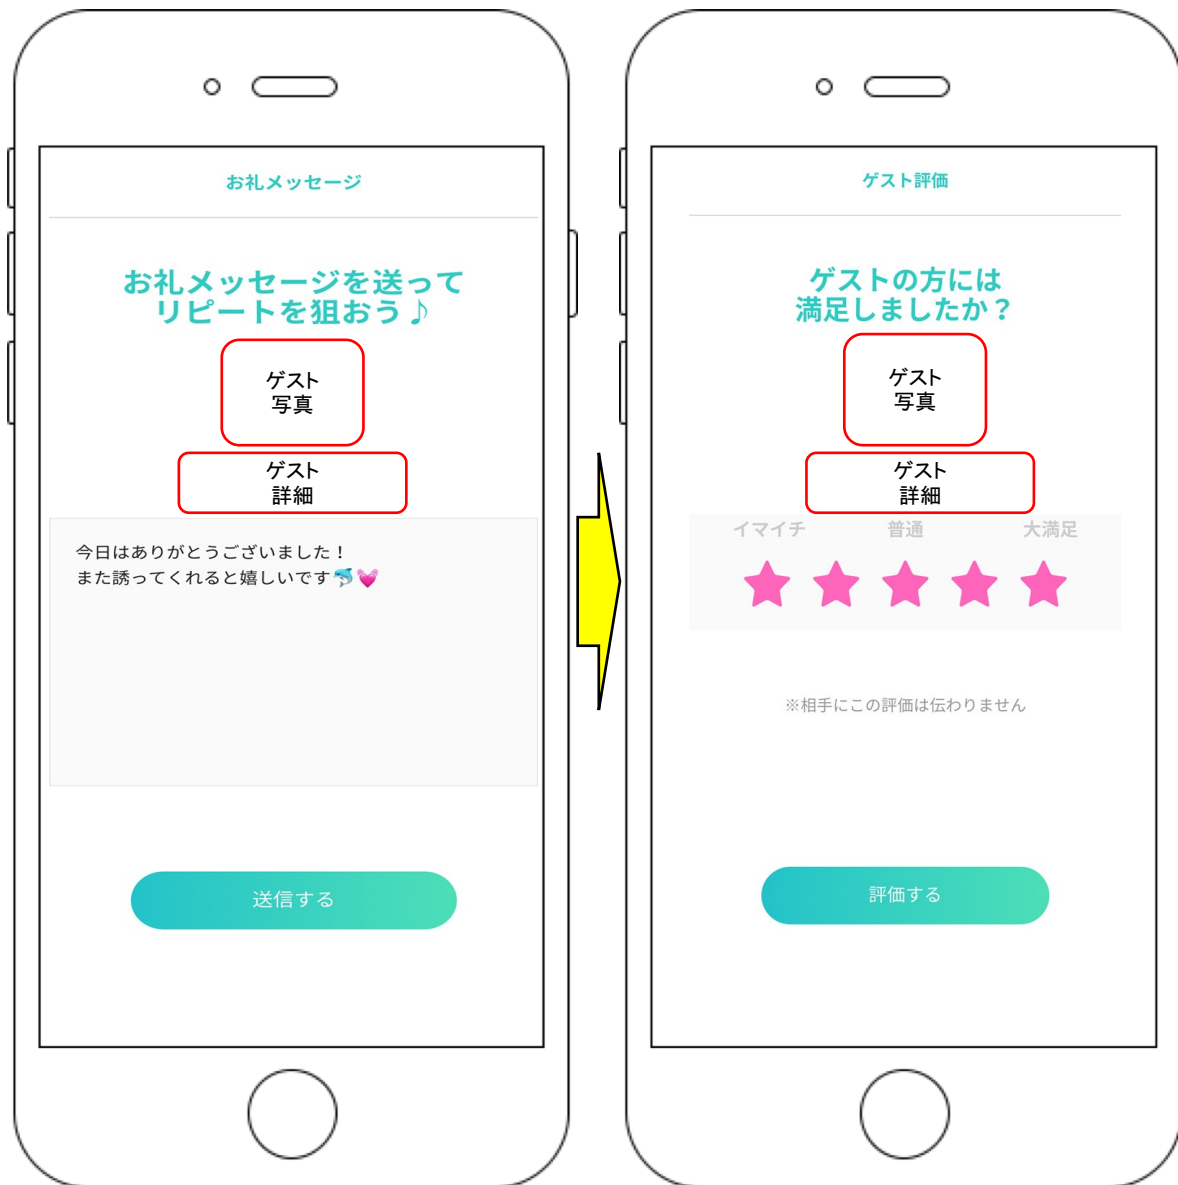 お礼メッセージ
お礼メッセージを送って
リピートを狙おう♪
ゲスト
写真
ゲスト
詳細
今日はありがとうございました！
また誘ってくれると嬉しいです🐬💓
送信する
ゲスト評価
ゲストの方には
満足しましたか？
ゲスト
写真
ゲスト
詳細
イマイチ 普通 大満足
※相手にこの評価は伝わりません
評価する